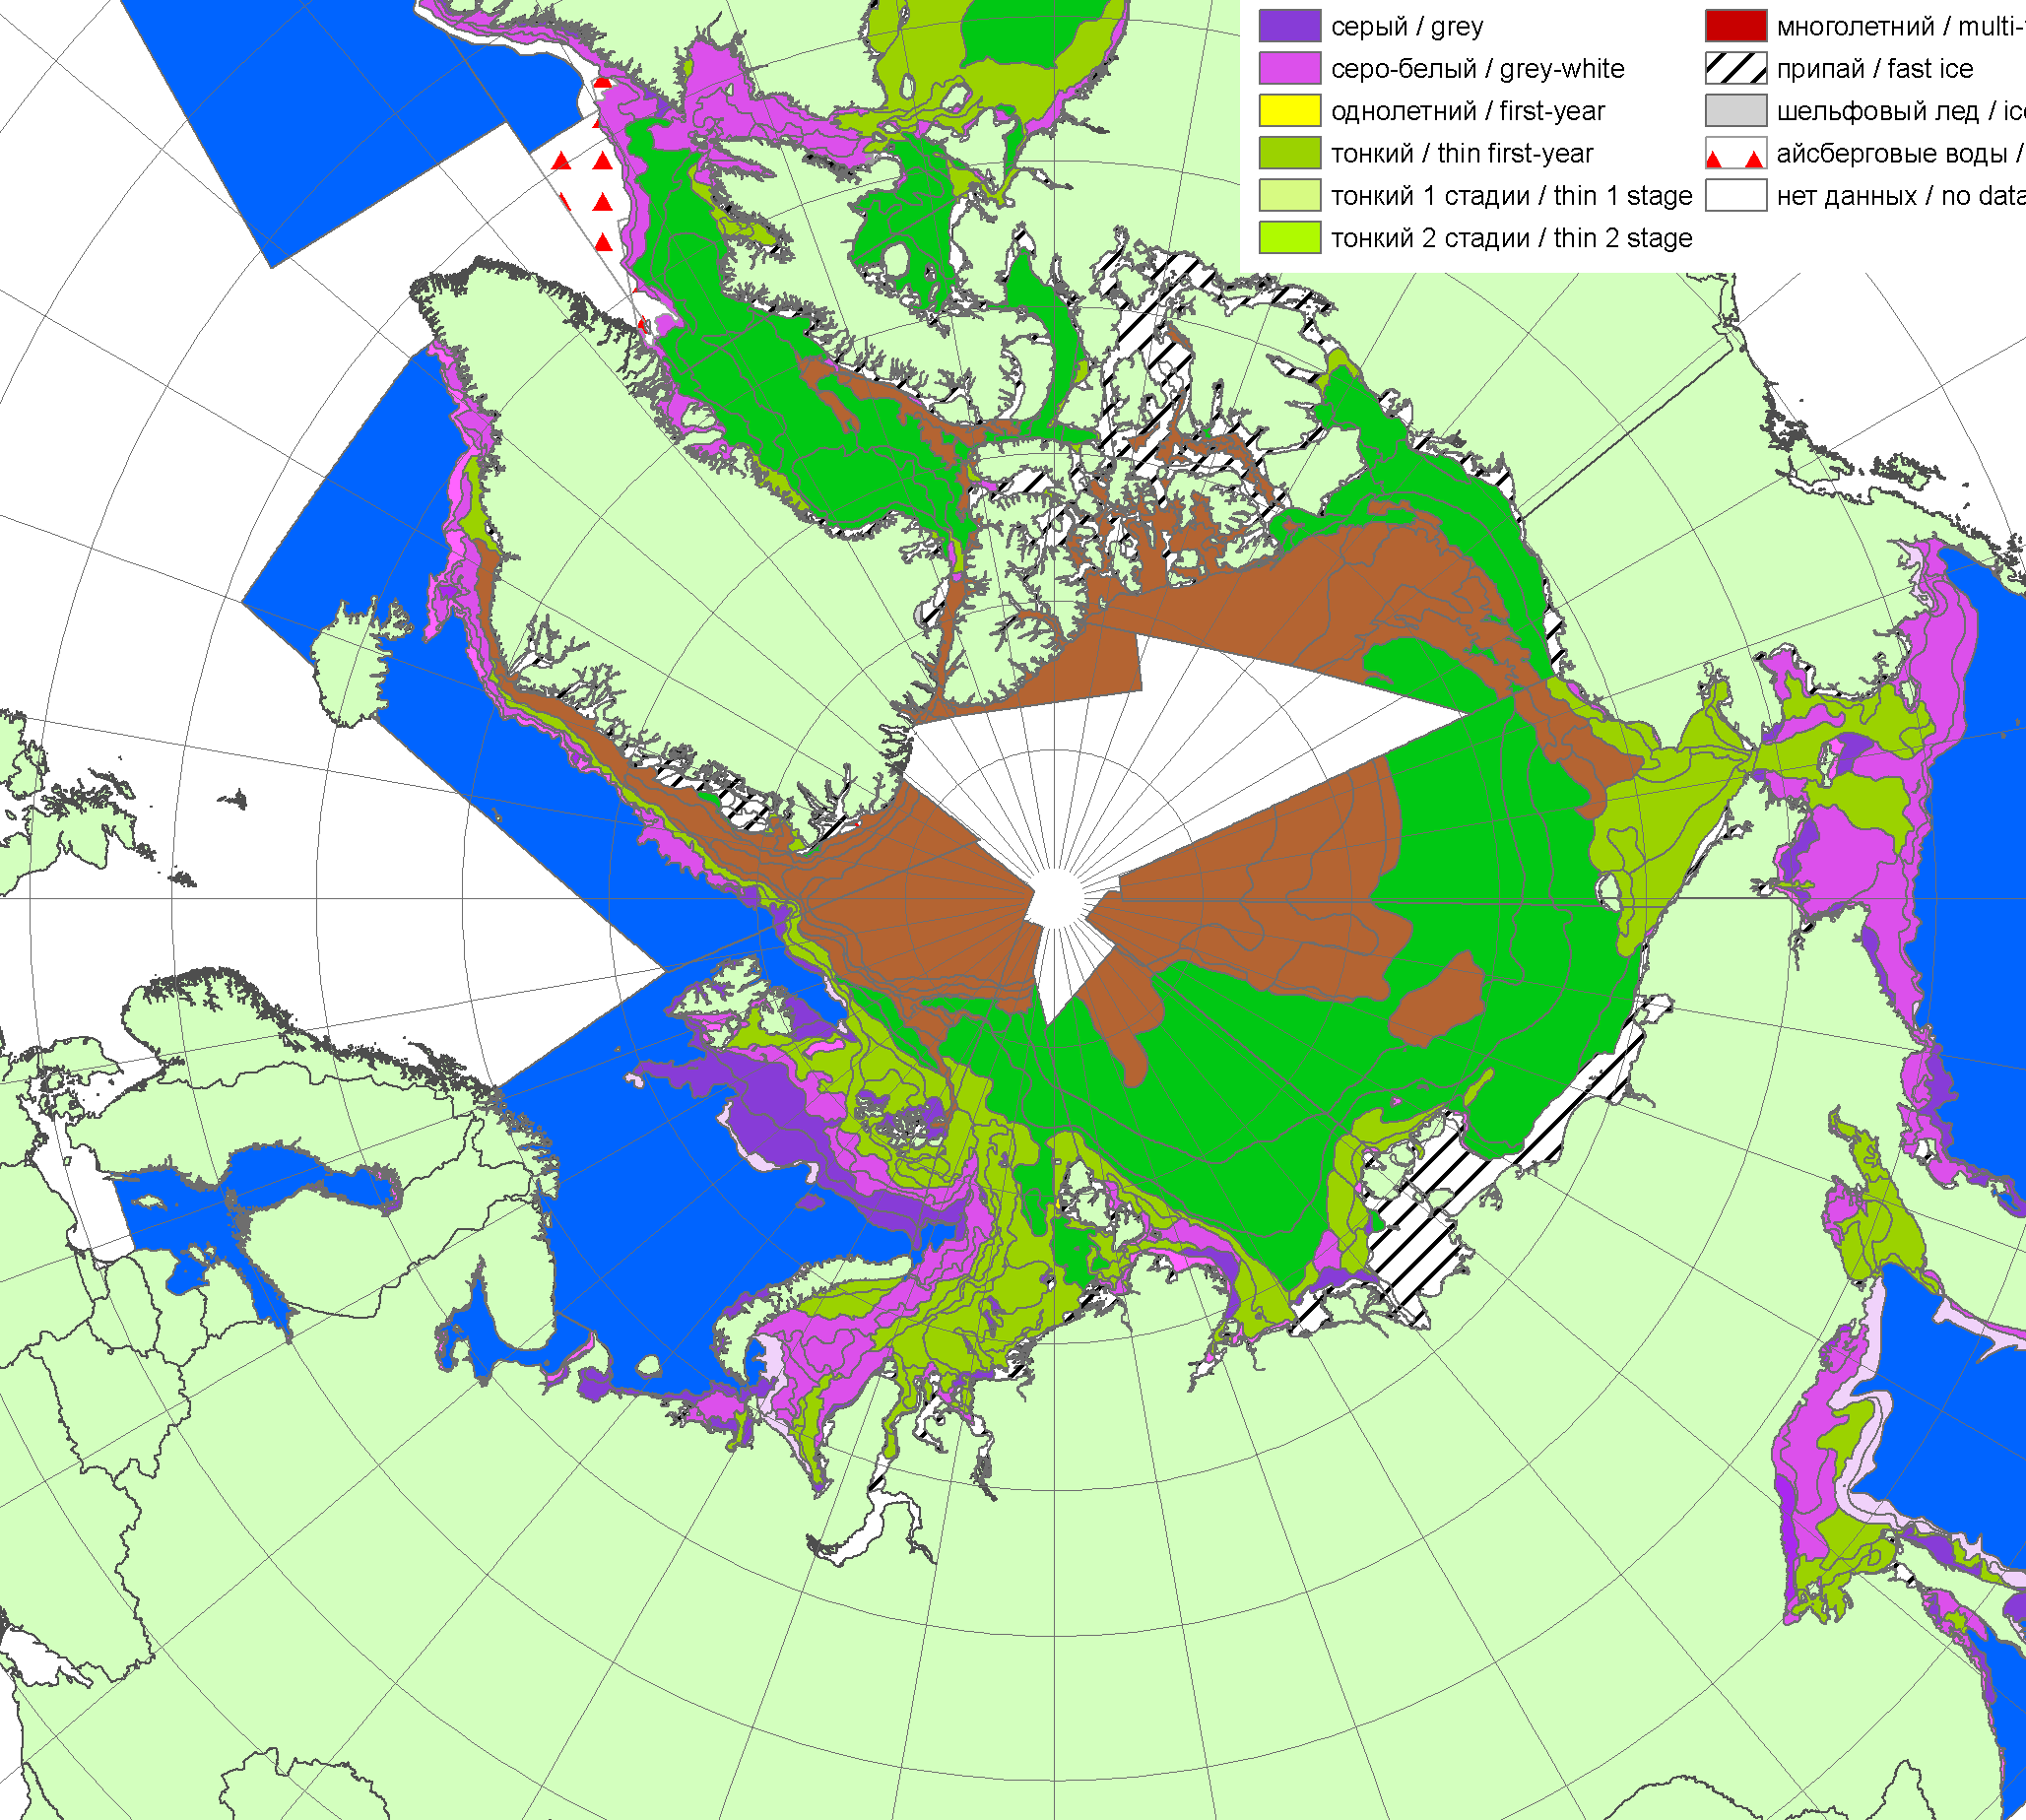 серый / grey
серо-белый / grey-white
однолетний / first-year
тонкий / thin first-year
тонкий 1 стадии / thin 1 stage
тонкий 2 стадии / thin 2 stage
многолетний / multi-
припай / fast ice
шельфовый лед / ice
айсберговые воды /
нет данных / no data